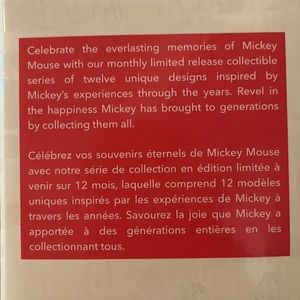 Celebrate the everlasting memories of Mickey
Mouse with our monthly limited release collectible
series of twelve unique designs inspired by
Mickey's experiences through the years. Revel in
the happiness Mickey has brought to generations
by collecting them all.
Célébrez vos souvenirs éternels de Mickey Mouse
avec notre série de collection en édition limitée à
venir sur 12 mois, laquelle comprend 12 modèles
uniques inspirés par les expériences de Mickey à
travers les années. Savourez la joie que Mickey a
apportée à des générations entières en les
collectionnant tous.